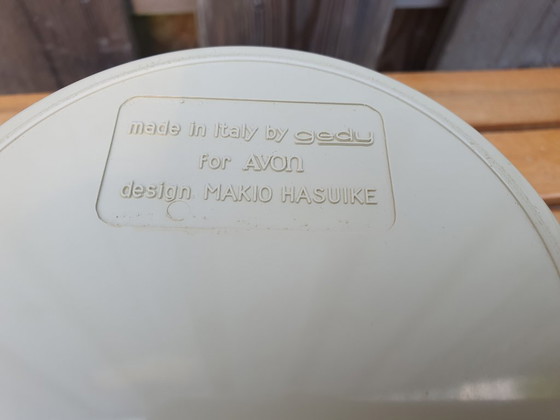 made in Italy by gedy
for AVON
design MAKIO HASUIKE